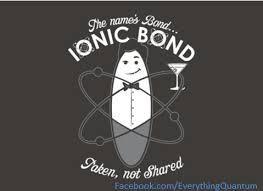 The name's Bond...
IONIC BOND
Taken, not Shared
Facebook.com/EverythingQuantum